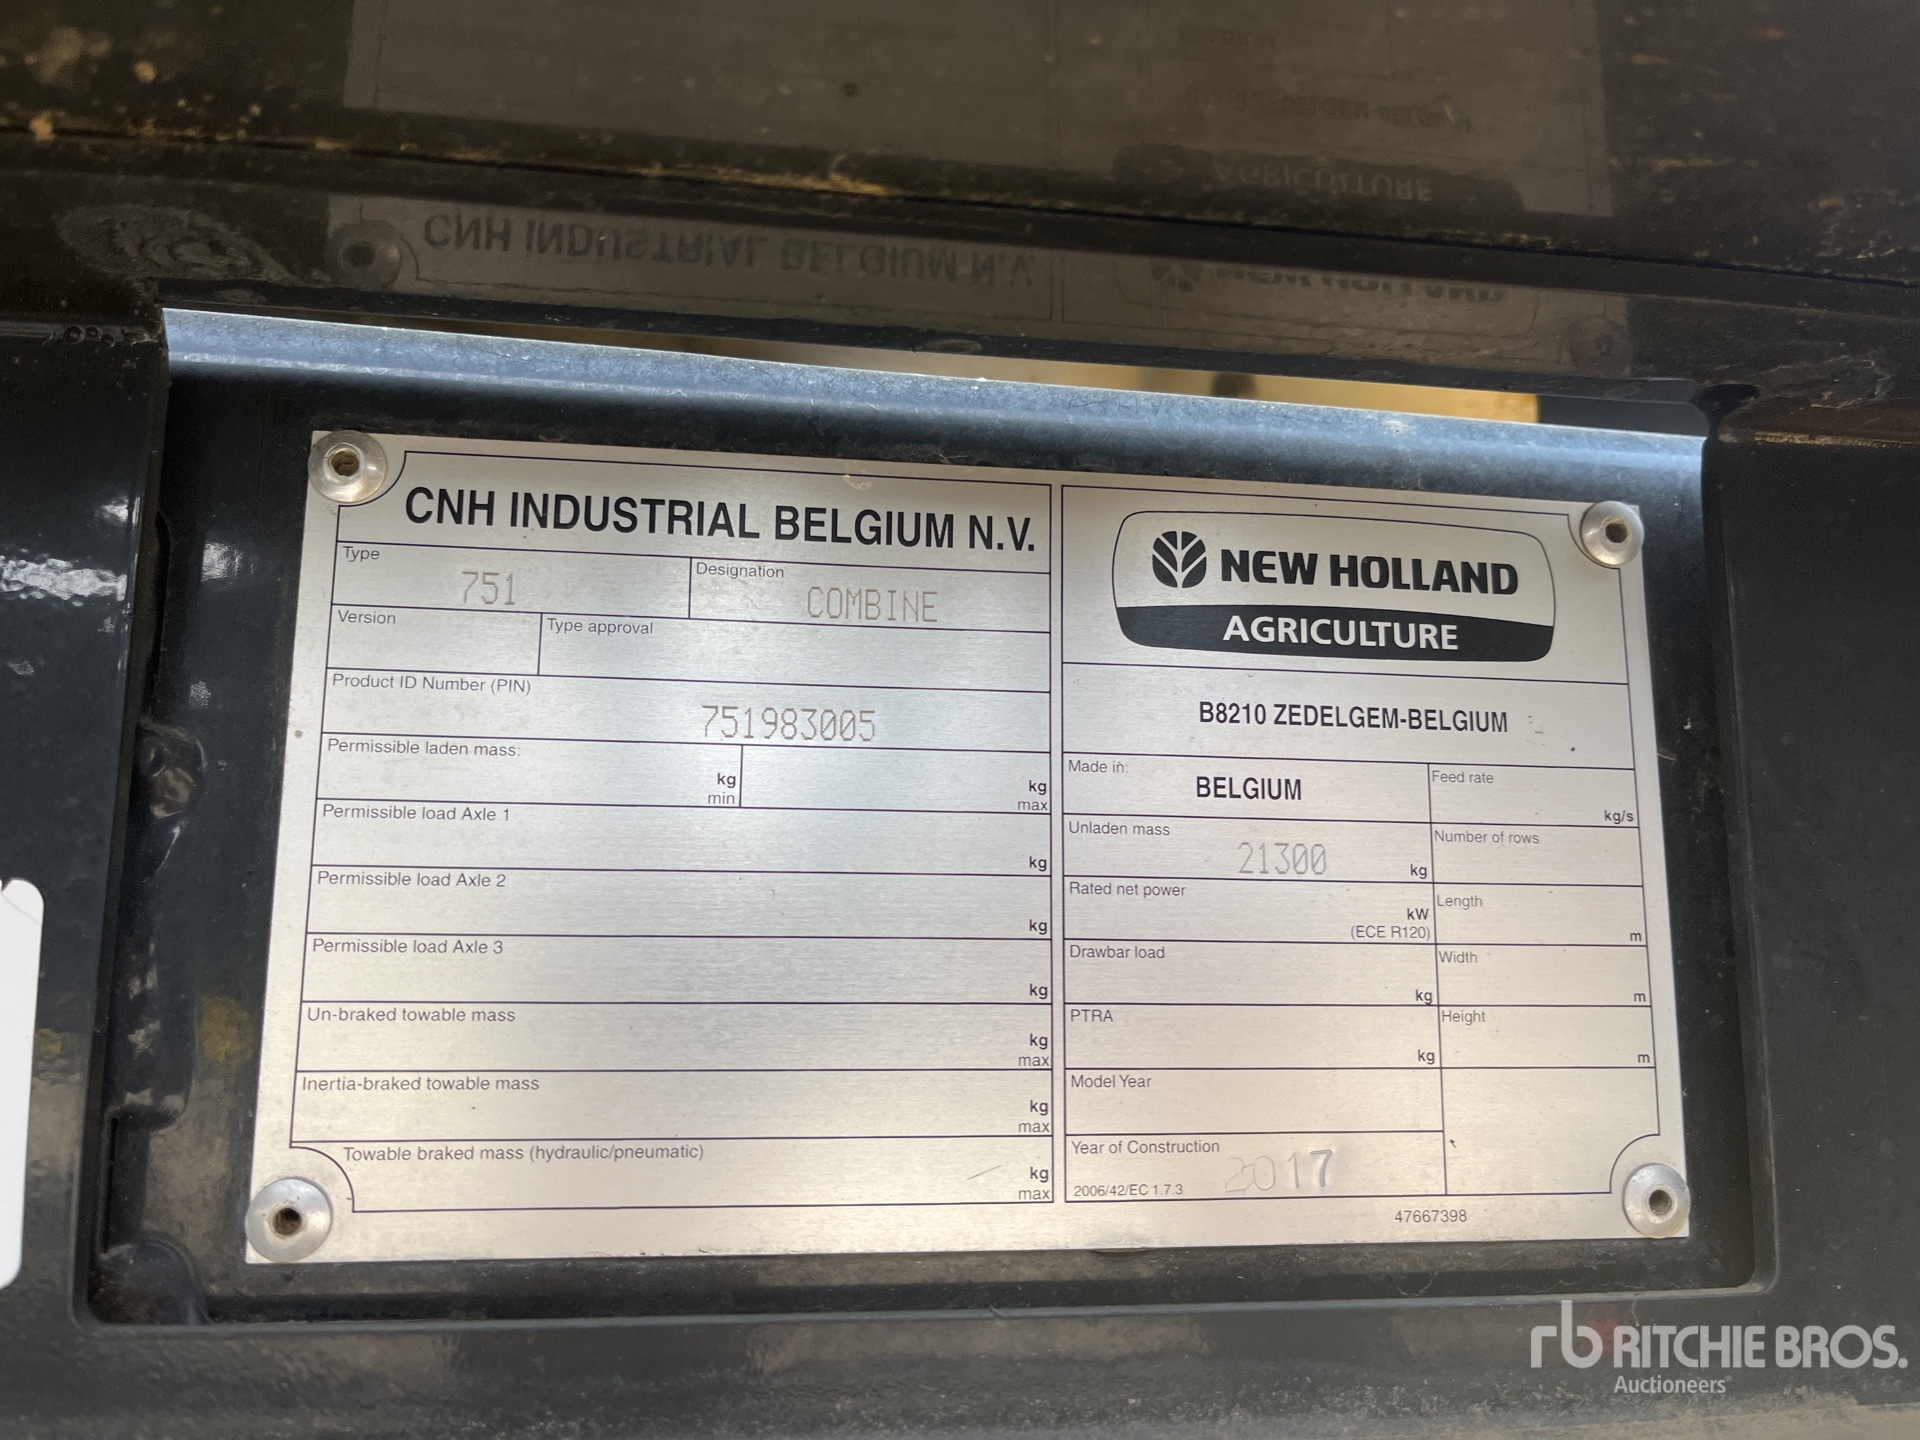 CNH INDUSTRIAL BELGIUM N.V.
Type
751
Designation
COMBINE
Version
Type approval
Product ID Number (PIN)
751983005
Permissible laden mass:
kg
min
kg
max
Permissible load Axle 1
kg
Permissible load Axle 2
kg
Permissible load Axle 3
kg
Un-braked towable mass
kg
max
Inertia-braked towable mass
kg
max
Towable braked mass (hydraulic/pneumatic)
kg
max
NEW HOLLAND
AGRICULTURE
B8210 ZEDELGEM-BELGIUM
Made in:
BELGIUM
Feed rate
kg/s
Unladen mass
21300
kg
Number of rows
Rated net power
kW
(ECE R120)
Length
m
Drawbar load
kg
Width
m
PTRA
kg
Height
m
Model Year
Year of Construction
2017
2006/42/EC 1.7.3
47667398
rb RITCHIE BROS.
Auctioneers